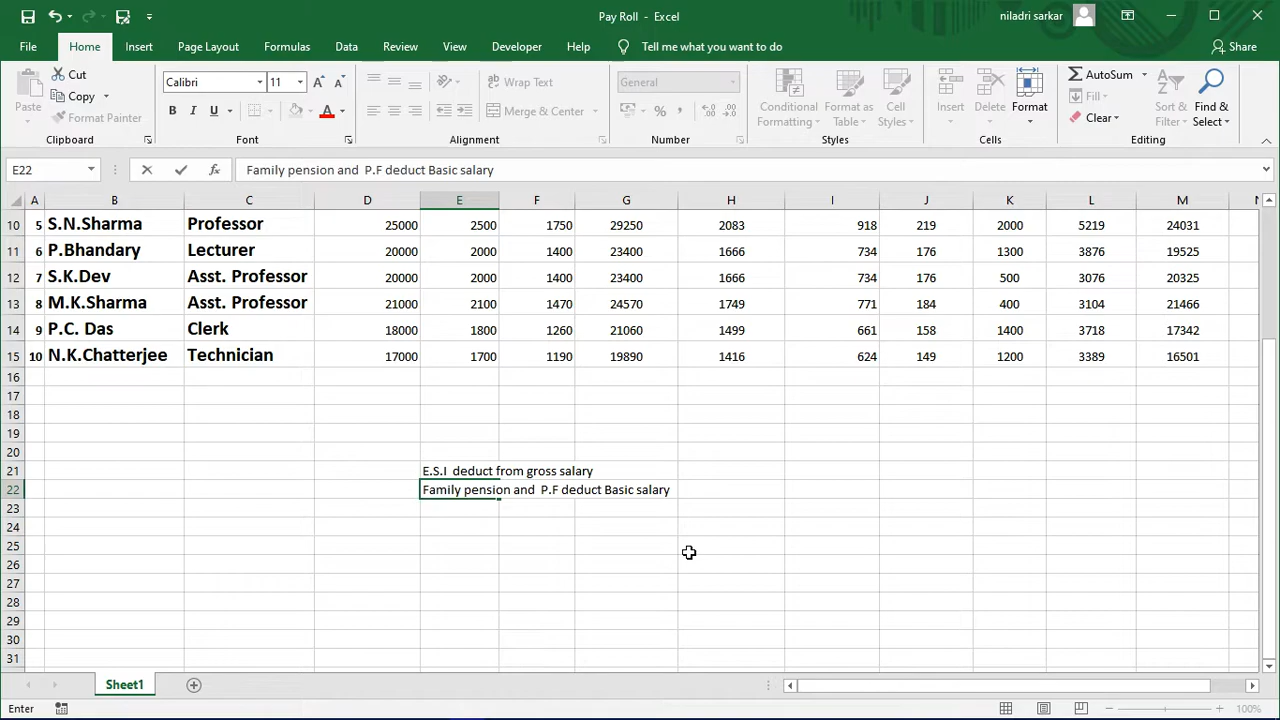 Pay Roll - Excel
niladri sarkar
File Home Insert Page Layout Formulas Data Review View Developer Help Tell me what you want to do Share
Paste
Cut
Copy
Format Painter
Clipboard
Calibri 11
B I U A
Font
Wrap Text
Merge & Center
Alignment
General
% ,
Number
Conditional Formatting
Format as Table
Cell Styles
Styles
Insert
Delete
Format
Cells
AutoSum
Fill
Clear
Sort & Filter
Find & Select
Editing
E22 fx Family pension and P.F deduct Basic salary
A B C D E F G H I J K L M
10 5 S.N.Sharma Professor 25000 2500 1750 29250 2083 918 219 2000 5219 24031
11 6 P.Bhandary Lecturer 20000 2000 1400 23400 1666 734 176 1300 3876 19525
12 7 S.K.Dev Asst. Professor 20000 2000 1400 23400 1666 734 176 500 3076 20325
13 8 M.K.Sharma Asst. Professor 21000 2100 1470 24570 1749 771 184 400 3104 21466
14 9 P.C. Das Clerk 18000 1800 1260 21060 1499 661 158 1400 3718 17342
15 10 N.K.Chatterjee Technician 17000 1700 1190 19890 1416 624 149 1200 3389 16501
16
17
18
19
20
21 E.S.I deduct from gross salary
22 Family pension and P.F deduct Basic salary
23
24
25
26
27
28
29
30
31
Sheet1
Enter
100%